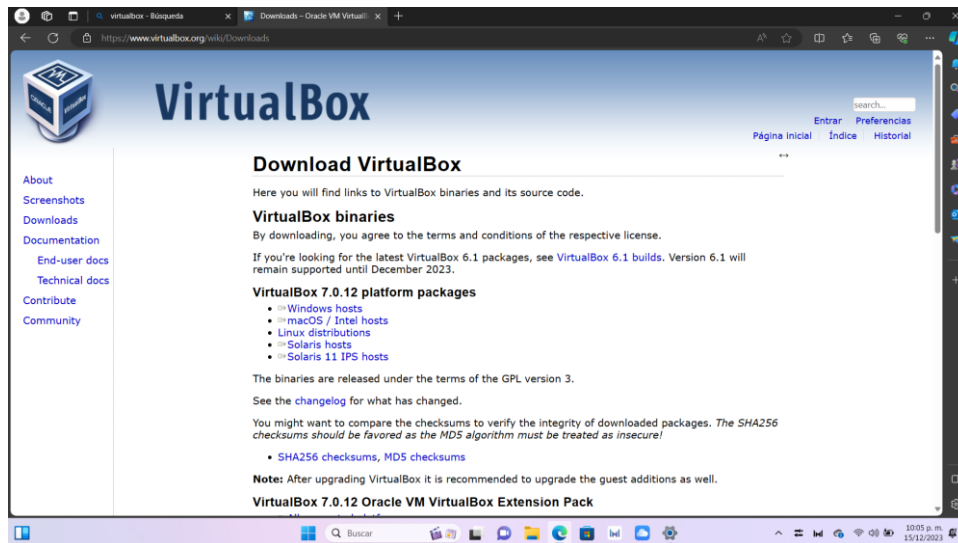 virtualbox - Búsqueda
Downloads – Oracle VM VirtualB
https://www.virtualbox.org/wiki/Downloads
VirtualBox
search...
Entrar Preferencias
Página inicial Índice Historial
About
Screenshots
Downloads
Documentation
End-user docs
Technical docs
Contribute
Community
Download VirtualBox
Here you will find links to VirtualBox binaries and its source code.
VirtualBox binaries
By downloading, you agree to the terms and conditions of the respective license.
If you're looking for the latest VirtualBox 6.1 packages, see VirtualBox 6.1 builds. Version 6.1 will
remain supported until December 2023.
VirtualBox 7.0.12 platform packages
Windows hosts
macOS / Intel hosts
Linux distributions
Solaris hosts
Solaris 11 IPS hosts
The binaries are released under the terms of the GPL version 3.
See the changelog for what has changed.
You might want to compare the checksums to verify the integrity of downloaded packages. The SHA256
checksums should be favored as the MD5 algorithm must be treated as insecure!
SHA256 checksums, MD5 checksums
Note: After upgrading VirtualBox it is recommended to upgrade the guest additions as well.
VirtualBox 7.0.12 Oracle VM VirtualBox Extension Pack
Buscar
10:05 p. m.
15/12/2023